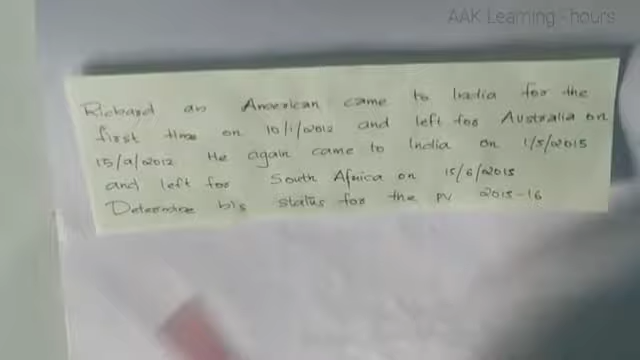 AAK Learning - hours
Richard an American came to India for the
first time on 10/1/2012 and left for Australia on
15/9/2012 He again came to India on 1/5/2015
and left for South Africa on 15/6/2015
Determine his status for the PV 2015-16